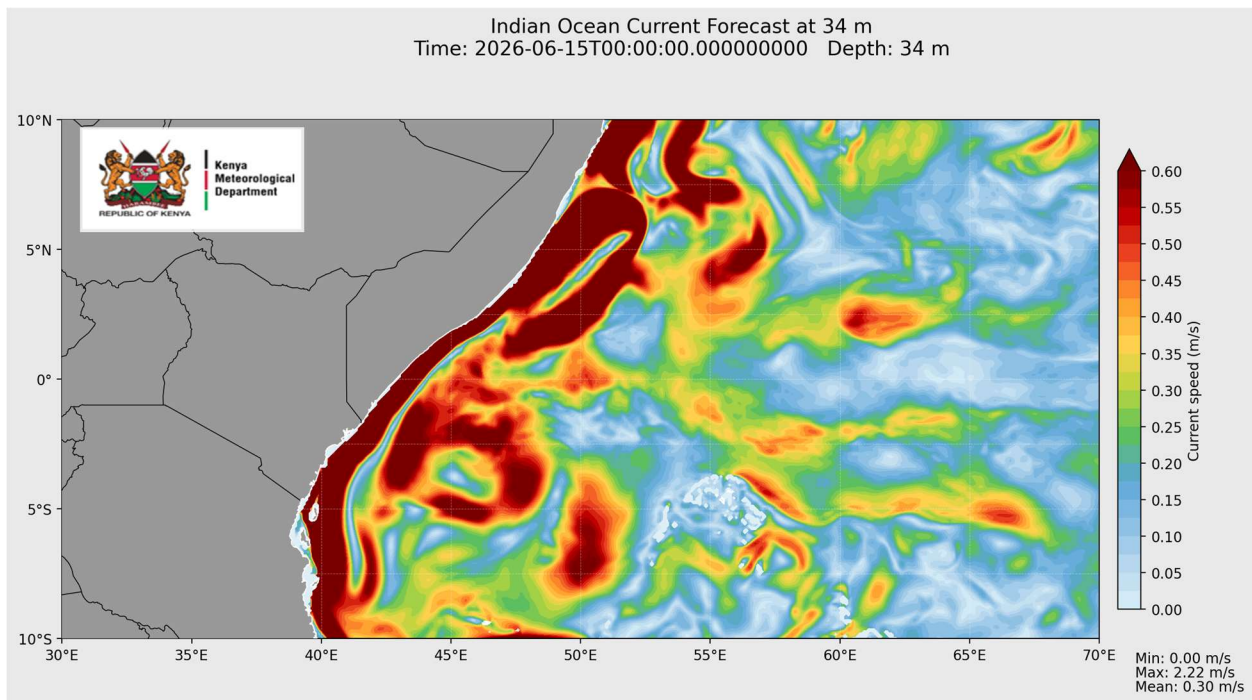 Indian Ocean Current Forecast at 34 m
Time: 2026-06-15T00:00:00.000000000   Depth: 34 m
10°N
5°N
0°
5°S
10°S
Kenya
Meteorological
Department
REPUBLIC OF KENYA
30°E 35°E 40°E 45°E 50°E 55°E 60°E 65°E 70°E
0.60
0.55
0.50
0.45
0.40
0.35
0.30
0.25
0.20
0.15
0.10
0.05
0.00
Current speed (m/s)
Min: 0.00 m/s
Max: 2.22 m/s
Mean: 0.30 m/s